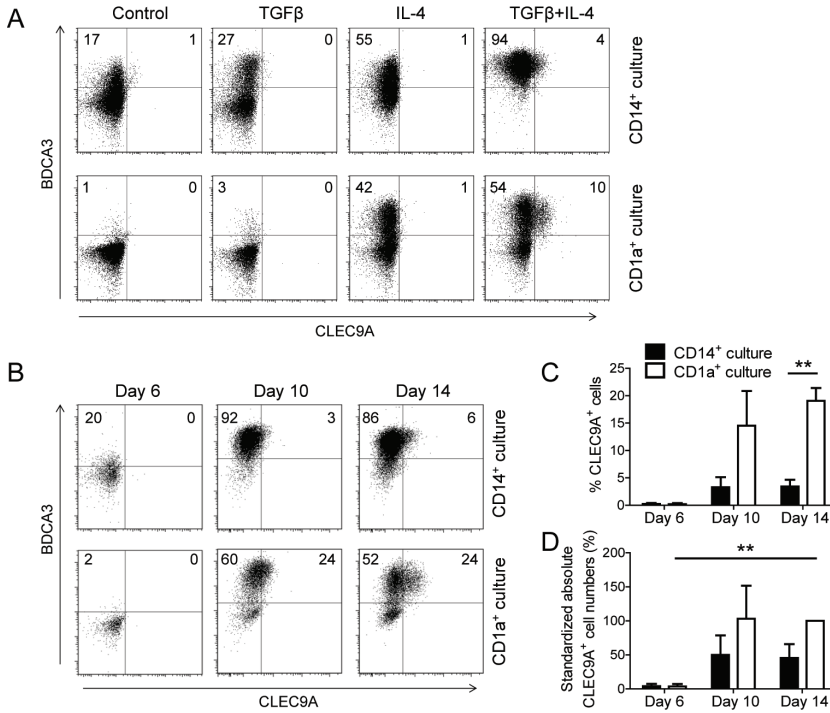 A
Control TGFβ IL-4 TGFβ+IL-4
17 1 27 0 55 1 94 4
CD14+ culture
BDCA3
1 0 3 0 42 1 54 10
CD1a+ culture
CLEC9A
B
Day 6 Day 10 Day 14
20 0 92 3 86 6
CD14+ culture
BDCA3
2 0 60 24 52 24
CD1a+ culture
CLEC9A
C
CD14+ culture
CD1a+ culture
**
% CLEC9A+ cells
25
20
15
10
5
0
Day 6 Day 10 Day 14
D
Standardized absolute
CLEC9A+ cell numbers (%)
**
200
150
100
50
0
Day 6 Day 10 Day 14